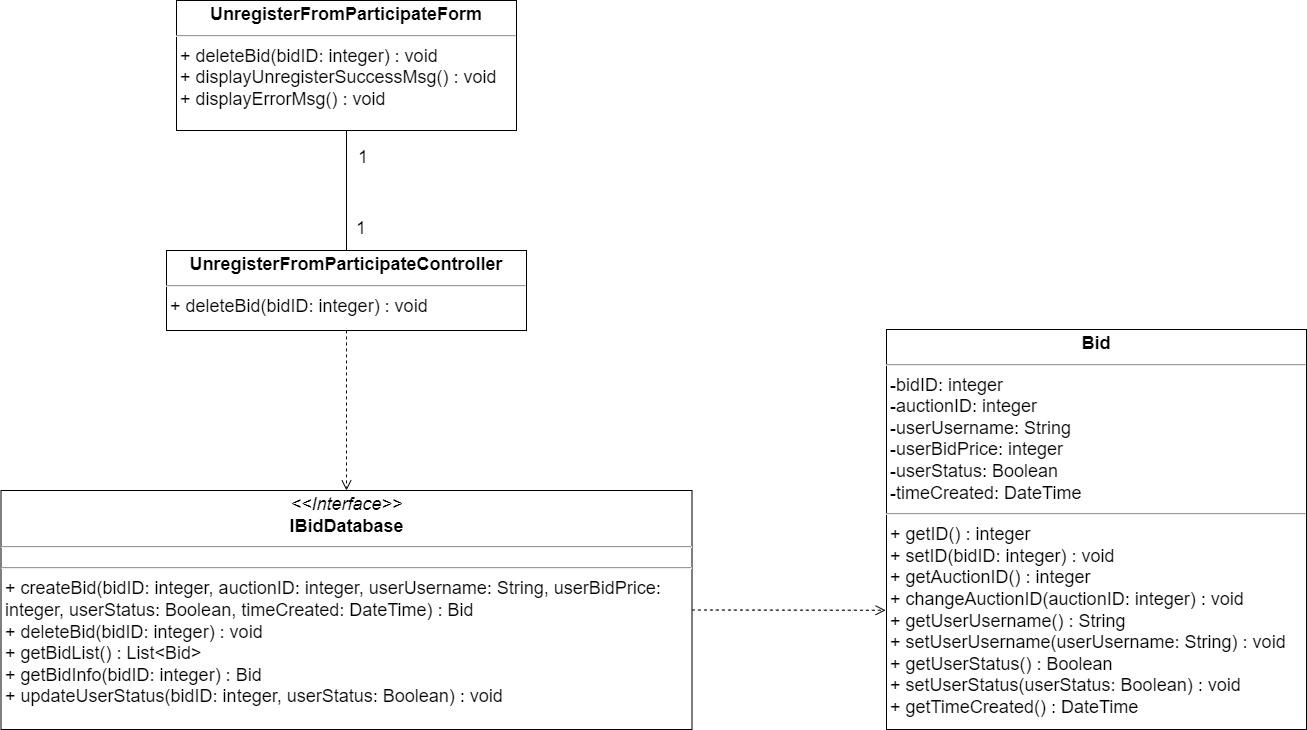 UnregisterFromParticipateForm
+ deleteBid(bidID: integer) : void
+ displayUnregisterSuccessMsg() : void
+ displayErrorMsg() : void
1
1
UnregisterFromParticipateController
+ deleteBid(bidID: integer) : void
<<Interface>>
IBidDatabase
+ createBid(bidID: integer, auctionID: integer, userUsername: String, userBidPrice:
integer, userStatus: Boolean, timeCreated: DateTime) : Bid
+ deleteBid(bidID: integer) : void
+ getBidList() : List<Bid>
+ getBidInfo(bidID: integer) : Bid
+ updateUserStatus(bidID: integer, userStatus: Boolean) : void
Bid
-bidID: integer
-auctionID: integer
-userUsername: String
-userBidPrice: integer
-userStatus: Boolean
-timeCreated: DateTime
+ getID() : integer
+ setID(bidID: integer) : void
+ getAuctionID() : integer
+ changeAuctionID(auctionID: integer) : void
+ getUserUsername() : String
+ setUserUsername(userUsername: String) : void
+ getUserStatus() : Boolean
+ setUserStatus(userStatus: Boolean) : void
+ getTimeCreated() : DateTime